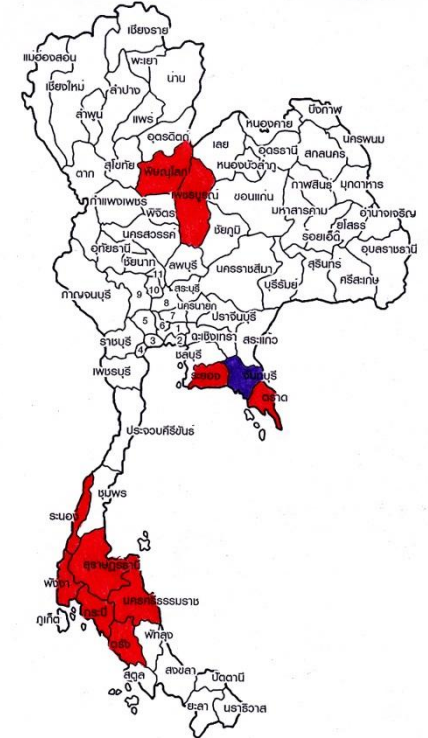 เชียงราย
แม่ฮ่องสอน
พะเยา
น่าน
เชียงใหม่
ลำปาง
ลำพูน
แพร่
อุตรดิตถ์
บึงกาฬ
หนองคาย
เลย
อุดรธานี
นครพนม
สกลนคร
หนองบัวลำภู
ตาก
สุโขทัย
พิษณุโลก
กำแพงเพชร
เพชรบูรณ์
ขอนแก่น
กาฬสินธุ์
มุกดาหาร
พิจิตร
มหาสารคาม
อำนาจเจริญ
ยโสธร
ร้อยเอ็ด
ชัยภูมิ
นครสวรรค์
อุบลราชธานี
อุทัยธานี
ชัยนาท
ลพบุรี
นครราชสีมา
สุรินทร์
บุรีรัมย์
ศรีสะเกษ
11
10
สระบุรี
กาญจนบุรี
9
8
นครนายก
ปราจีนบุรี
5
7
6
1
ราชบุรี
3
2
ฉะเชิงเทรา
สระแก้ว
4
ชลบุรี
เพชรบุรี
ระยอง
จันทบุรี
ตราด
ประจวบคีรีขันธ์
ชุมพร
ระนอง
สุราษฎร์ธานี
พังงา
นครศรีธรรมราช
กระบี่
ภูเก็ต
ตรัง
พัทลุง
สตูล
สงขลา
ปัตตานี
ยะลา
นราธิวาส